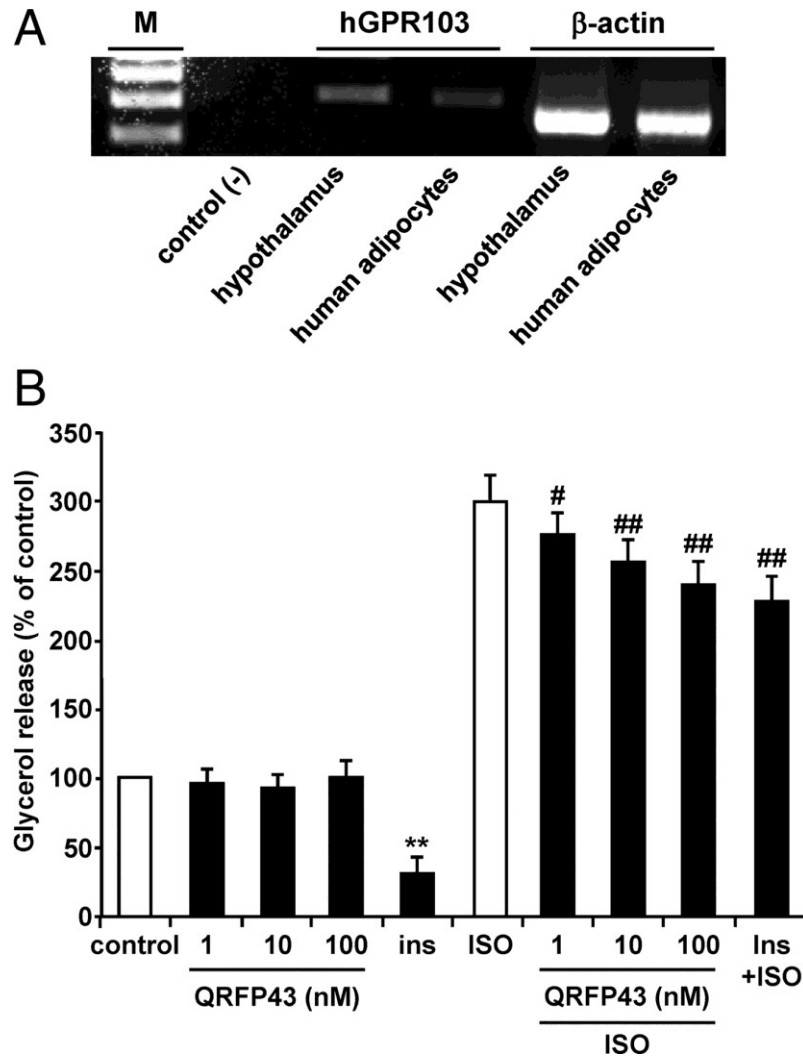 A
M hGPR103 β-actin
control (-) hypothalamus human adipocytes hypothalamus human adipocytes
B
Glycerol release (% of control)
350
300
250
200
150
100
50
0
** # ## ## ##
control 1 10 100 ins ISO 1 10 100 Ins
+ISO
QRFP43 (nM) QRFP43 (nM)
ISO